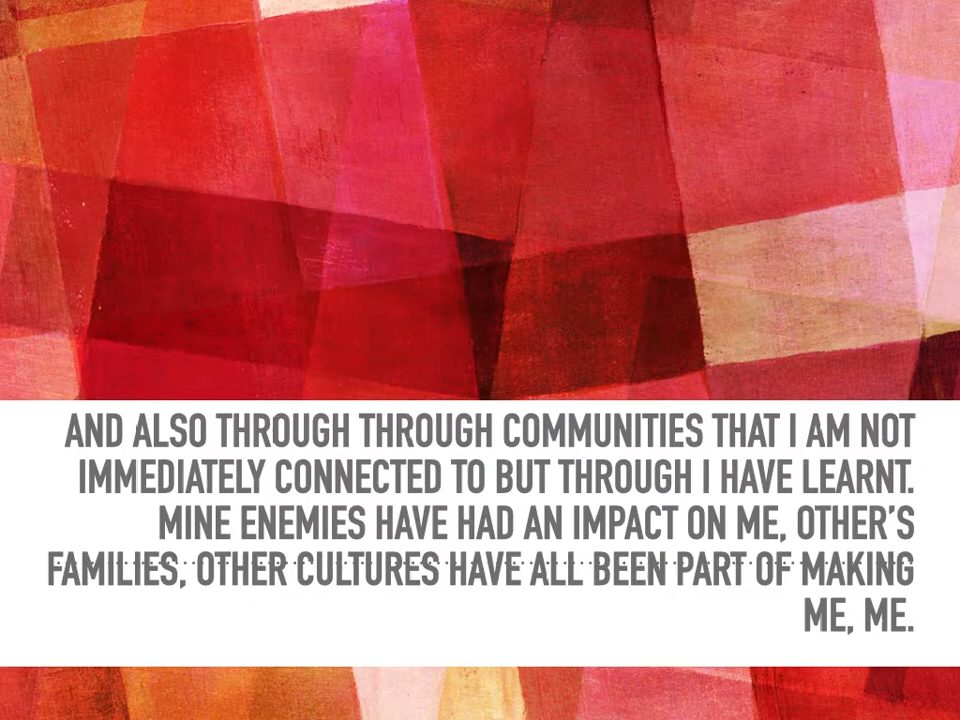 AND ALSO THROUGH THROUGH COMMUNITIES THAT I AM NOT
IMMEDIATELY CONNECTED TO BUT THROUGH I HAVE LEARNT.
MINE ENEMIES HAVE HAD AN IMPACT ON ME, OTHER’S
FAMILIES, OTHER CULTURES HAVE ALL BEEN PART OF MAKING
ME, ME.